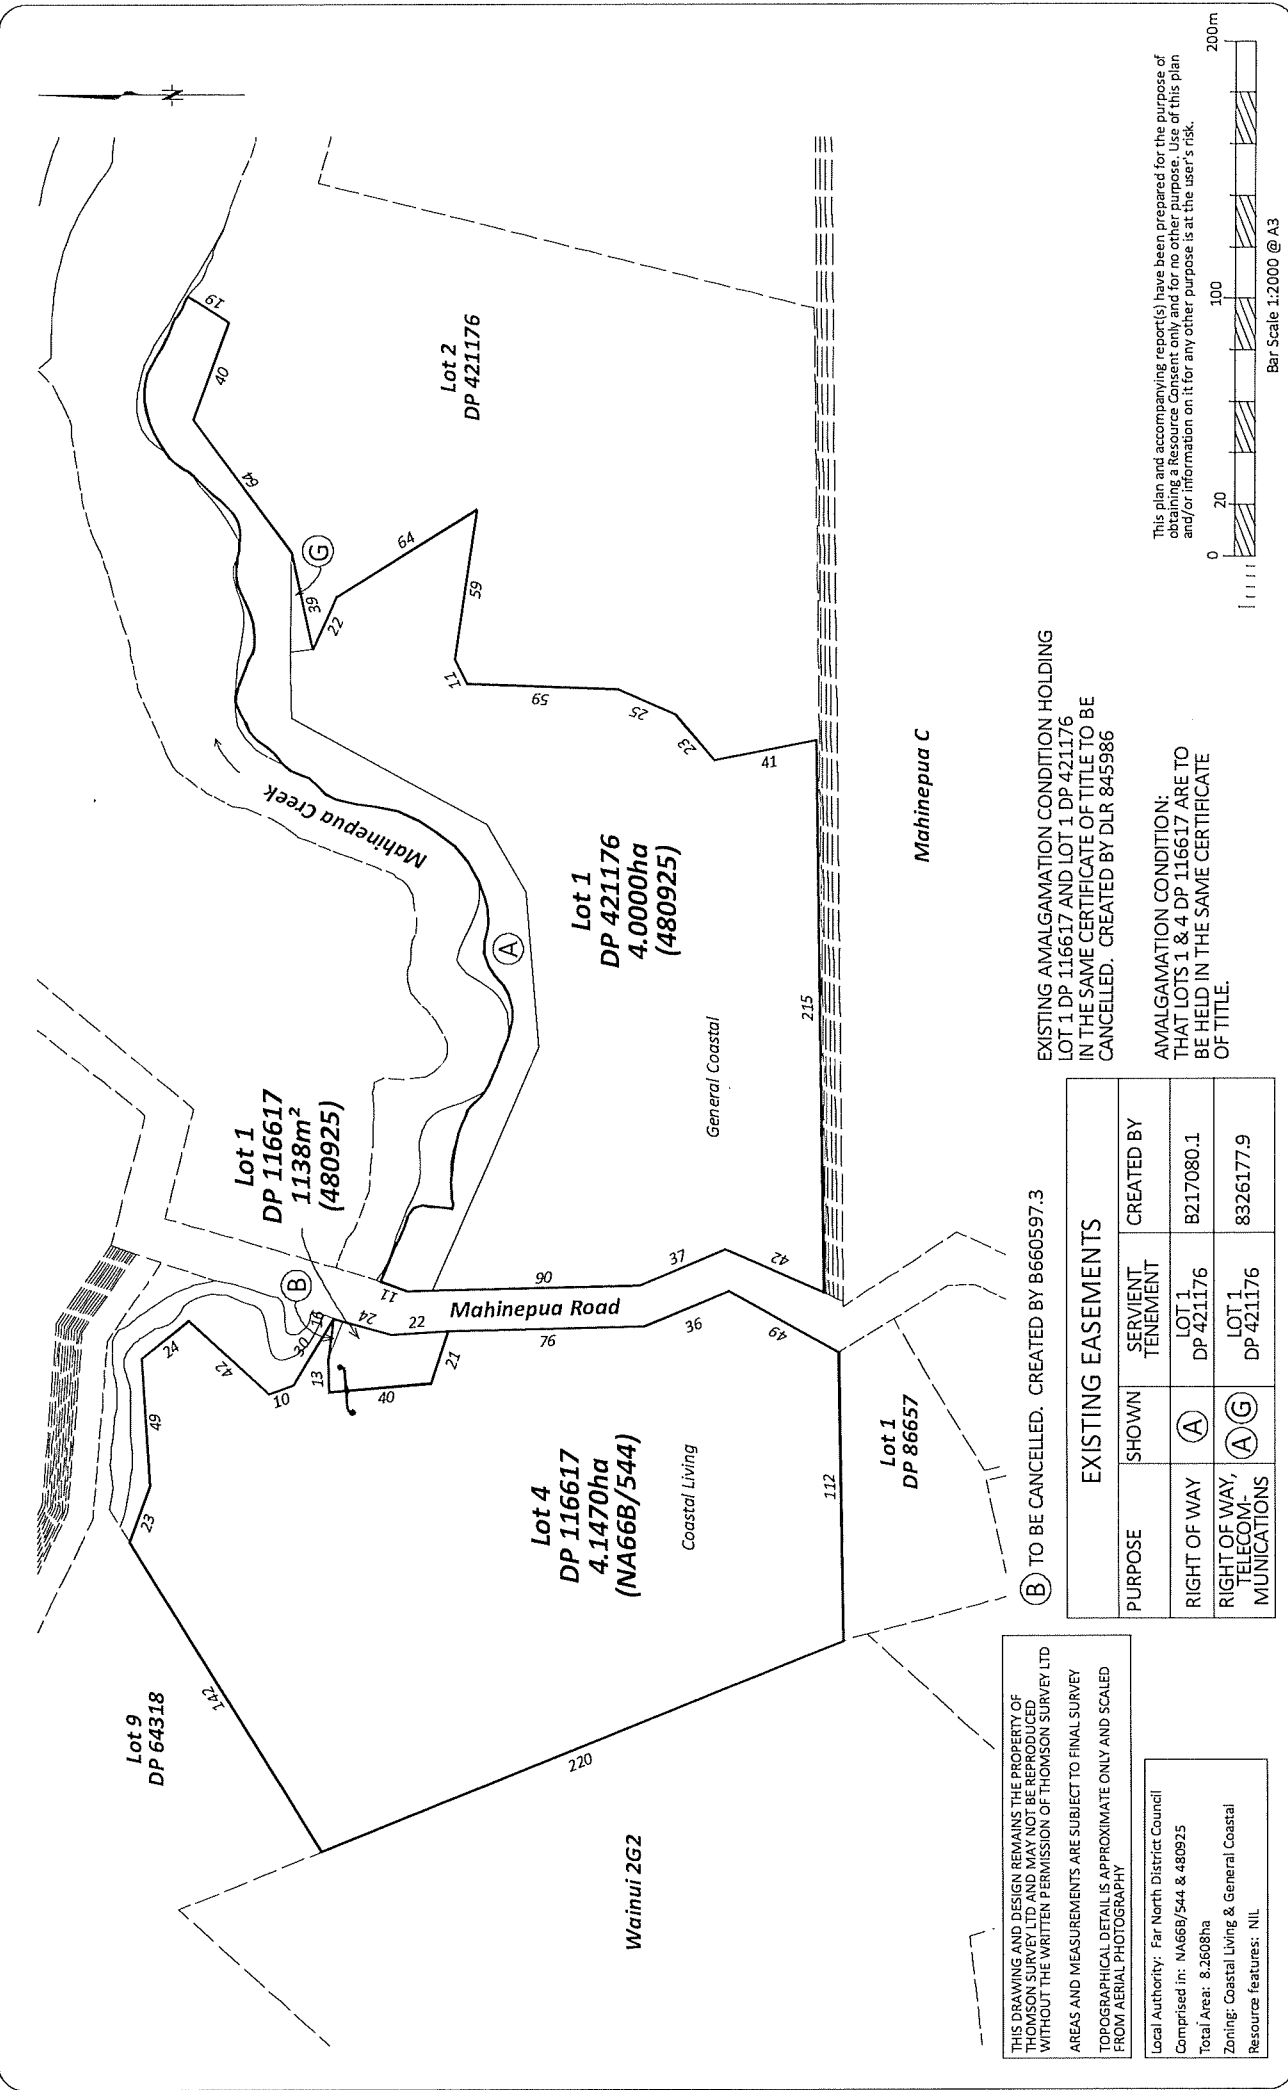 Lot 9
DP 64318
142
23
49
24
42
10
30
16
13
B
40
21
24
22
11
76
90
36
49
37
42
112
220
215
41
23
25
59
11
59
64
22
39
G
64
40
19
A
N
Lot 1
DP 116617
1138m²
(480925)
Mahinepua Creek
Mahinepua Road
Lot 4
DP 116617
4.1470ha
(NA66B/544)
Coastal Living
Lot 1
DP 421176
4.0000ha
(480925)
General Coastal
Lot 2
DP 421176
Wainui 2G2
Lot 1
DP 86657
Mahinepua C
THIS DRAWING AND DESIGN REMAINS THE PROPERTY OF
THOMSON SURVEY LTD AND MAY NOT BE REPRODUCED
WITHOUT THE WRITTEN PERMISSION OF THOMSON SURVEY LTD
AREAS AND MEASUREMENTS ARE SUBJECT TO FINAL SURVEY
TOPOGRAPHICAL DETAIL IS APPROXIMATE ONLY AND SCALED
FROM AERIAL PHOTOGRAPHY
Local Authority: Far North District Council
Comprised in: NA66B/544 & 480925
Total Area: 8.2608ha
Zoning: Coastal Living & General Coastal
Resource features: NIL
B TO BE CANCELLED. CREATED BY B660597.3
EXISTING EASEMENTS
PURPOSE SHOWN SERVIENT TENEMENT CREATED BY
RIGHT OF WAY A LOT 1 DP 421176 B217080.1
RIGHT OF WAY, TELECOM-MUNICATIONS A G LOT 1 DP 421176 8326177.9
EXISTING AMALGAMATION CONDITION HOLDING
LOT 1 DP 116617 AND LOT 1 DP 421176
IN THE SAME CERTIFICATE OF TITLE TO BE
CANCELLED. CREATED BY DLR 845986
AMALGAMATION CONDITION:
THAT LOTS 1 & 4 DP 116617 ARE TO
BE HELD IN THE SAME CERTIFICATE
OF TITLE.
This plan and accompanying report(s) have been prepared for the purpose of
obtaining a Resource Consent only and for no other purpose. Use of this plan
and/or information on it for any other purpose is at the user's risk.
0 20 100 200m
Bar Scale 1:2000 @ A3